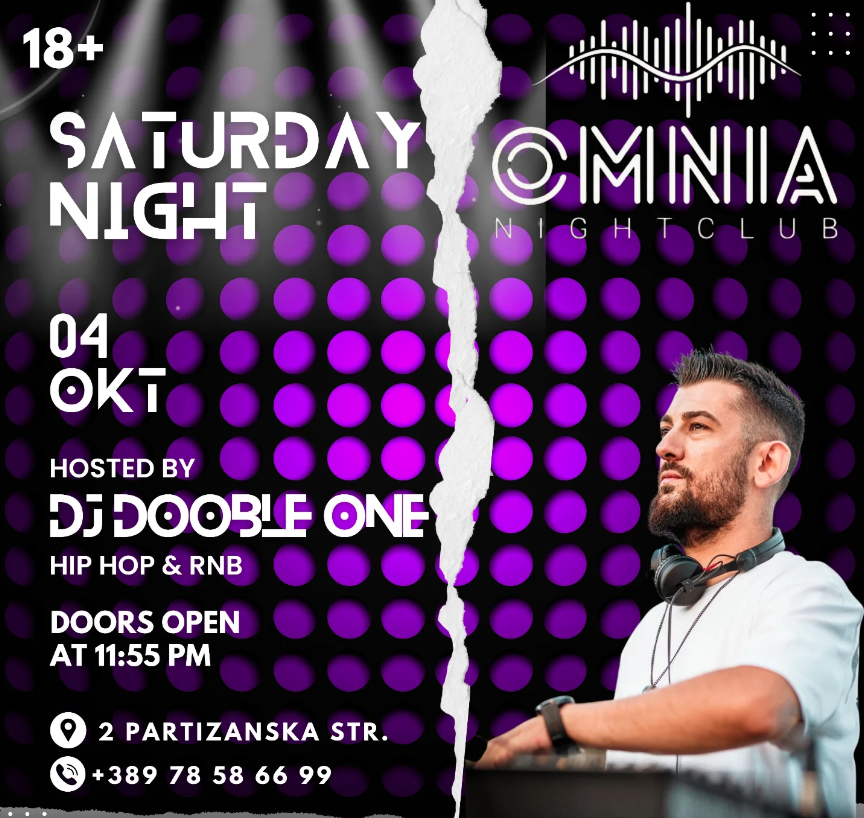 18+
SATURDAY
NIGHT
OMNIA
NIGHTCLUB
04
OKT
HOSTED BY
DJ DOOBLE ONE
HIP HOP & RNB
DOORS OPEN
AT 11:55 PM
2 PARTIZANSKA STR.
+389 78 58 66 99